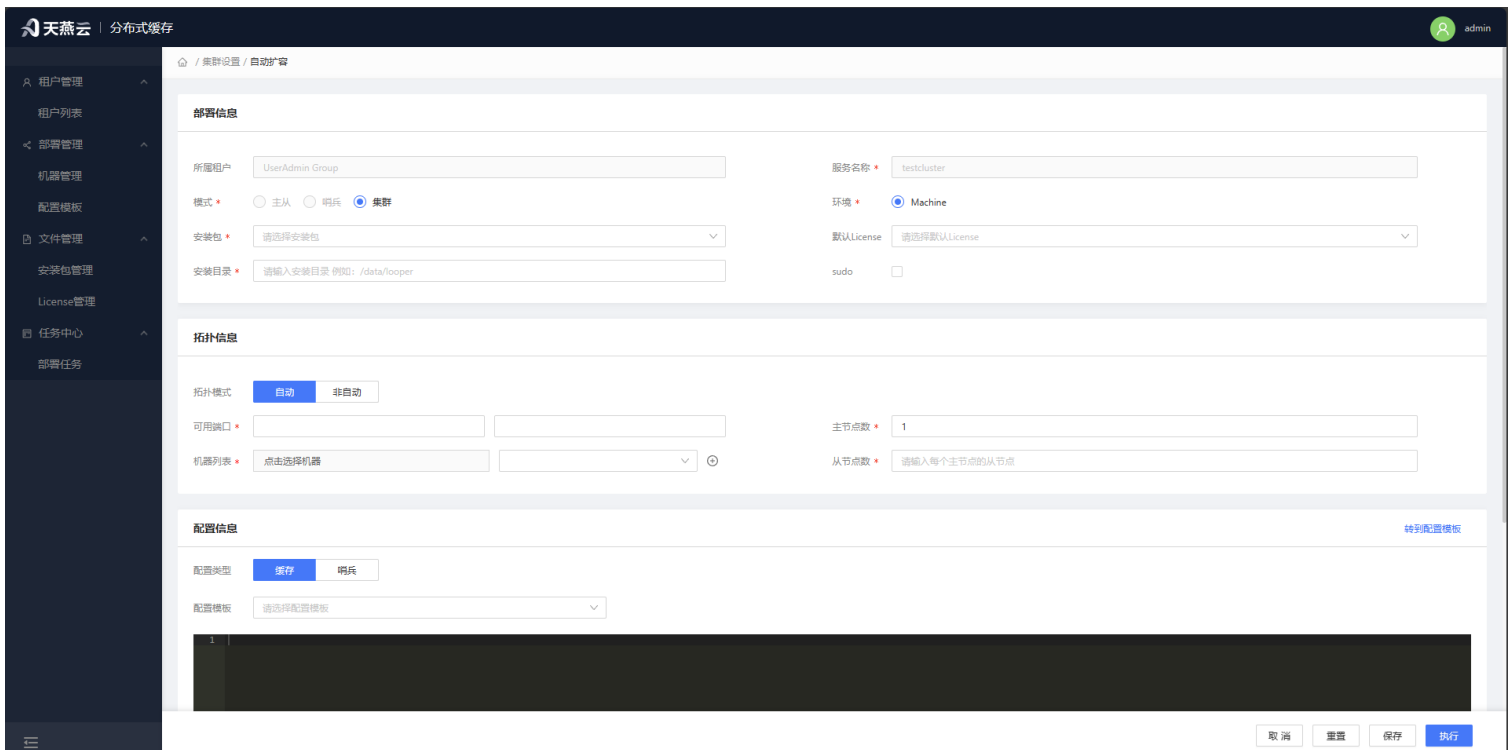 天燕云 | 分布式缓存
admin
/ 集群设置 / 自动扩容
租户管理
租户列表
部署管理
机器管理
配置模板
文件管理
安装包管理
License管理
任务中心
部署任务
部署信息
所属租户 UserAdmin Group 服务名称 * testcluster
模式 * 主从 哨兵 集群 环境 * Machine
安装包 * 请选择安装包 默认License 请选择默认License
安装目录 * 请输入安装目录 例如：/data/looper sudo
拓扑信息
拓扑模式 自动 非自动
可用端口 * 主节点数 * 1
机器列表 * 点击选择机器 从节点数 * 请输入每个主节点的从节点
配置信息 转到配置模板
配置类型 缓存 哨兵
配置模板 请选择配置模板
1
取消 重置 保存 执行